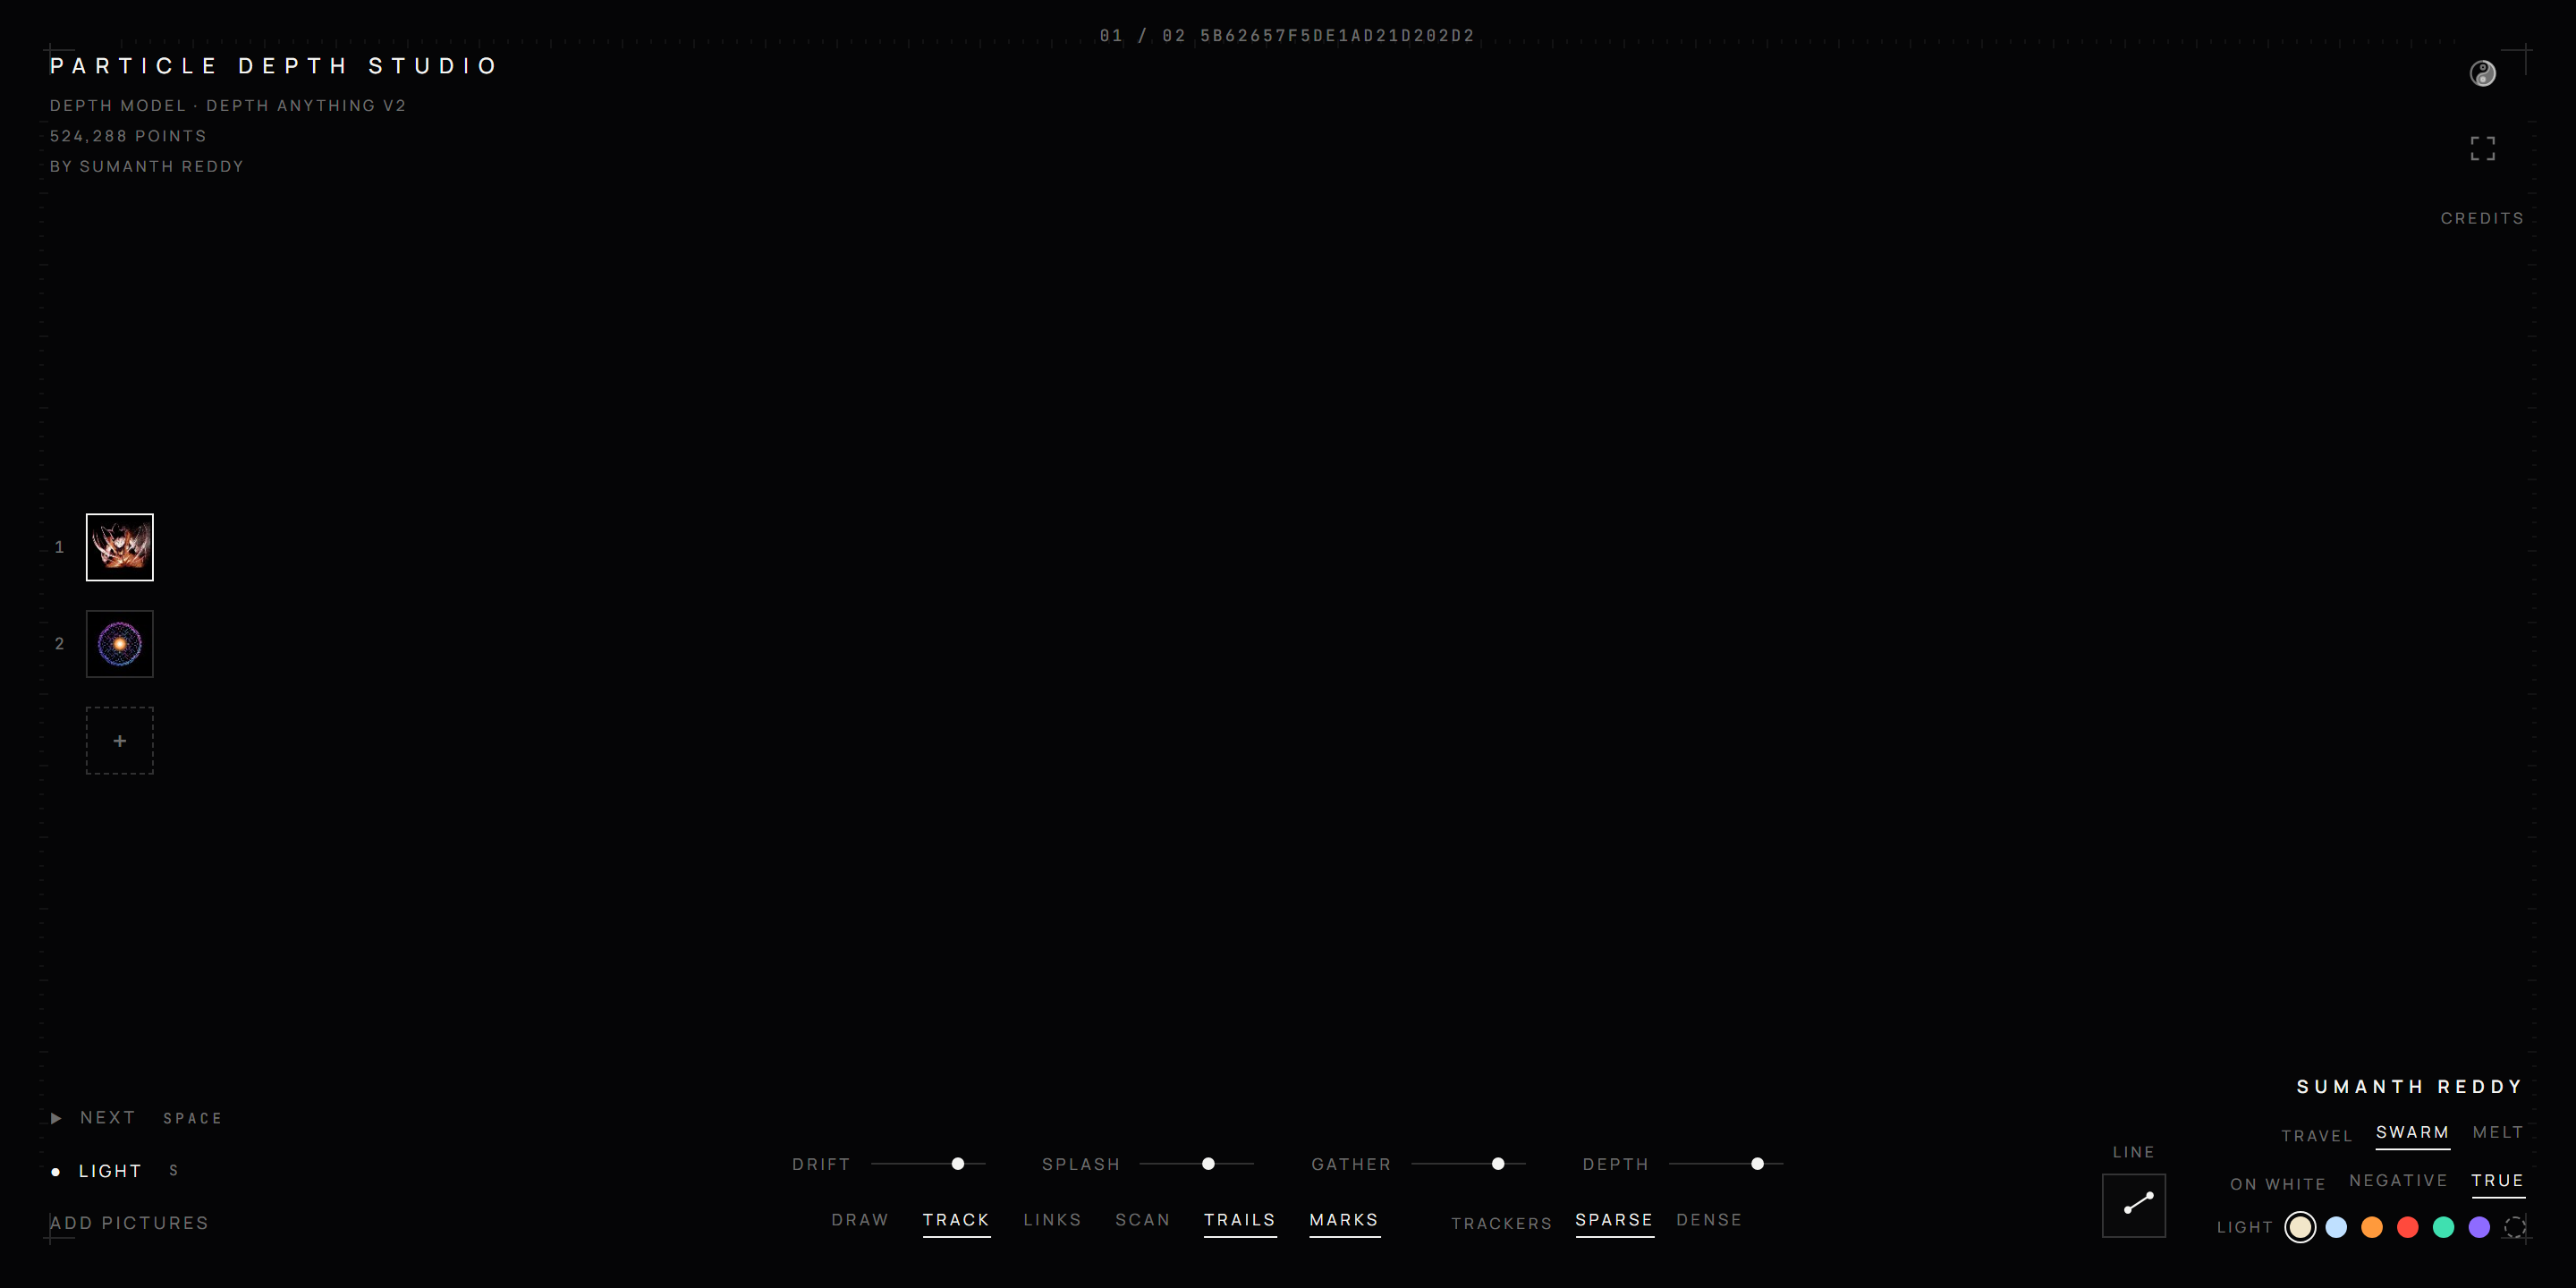 01 / 02 5B62657F5DE1AD21D202D2
PARTICLE DEPTH STUDIO
DEPTH MODEL · DEPTH ANYTHING V2
524,288 POINTS
BY SUMANTH REDDY
CREDITS
1
2
+
SUMANTH REDDY
NEXT SPACE
LIGHT S
ADD PICTURES
DRIFT SPLASH GATHER DEPTH
DRAW TRACK LINKS SCAN TRAILS MARKS TRACKERS SPARSE DENSE
LINE
TRAVEL SWARM MELT
ON WHITE NEGATIVE TRUE
LIGHT